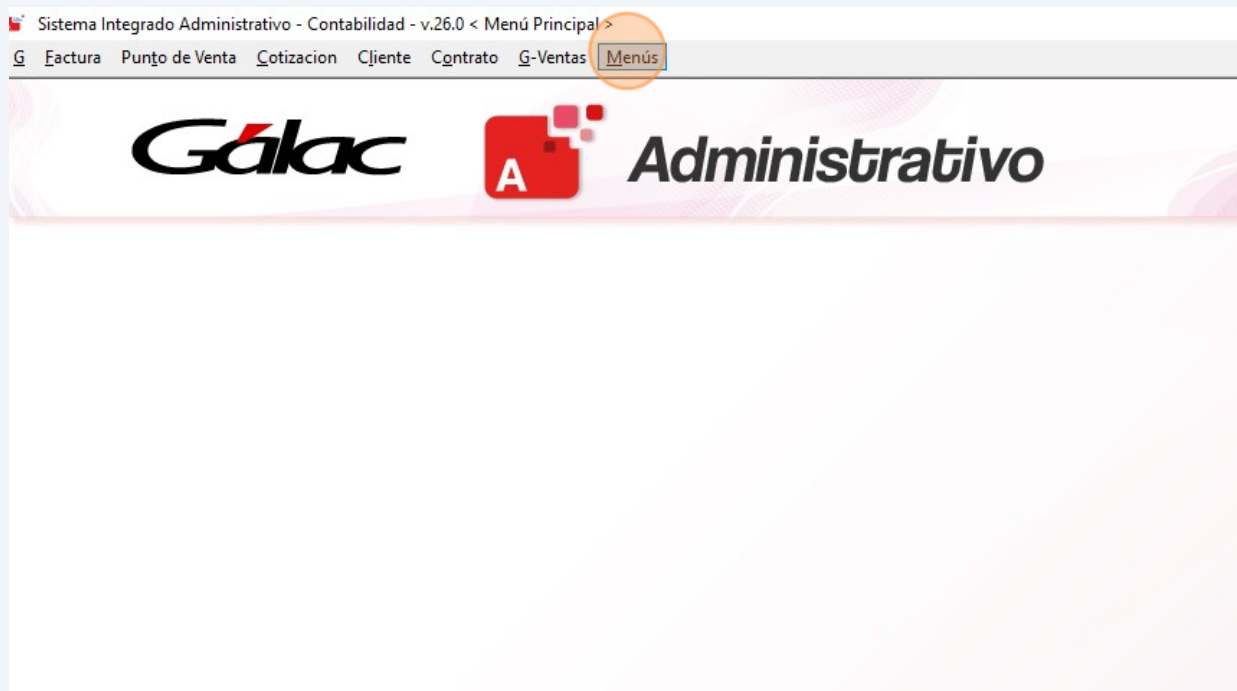 Sistema Integrado Administrativo - Contabilidad - v.26.0 < Menú Principal >
G Factura Punto de Venta Cotizacion Cliente Contrato G-Ventas Menús
Gálac A Administrativo